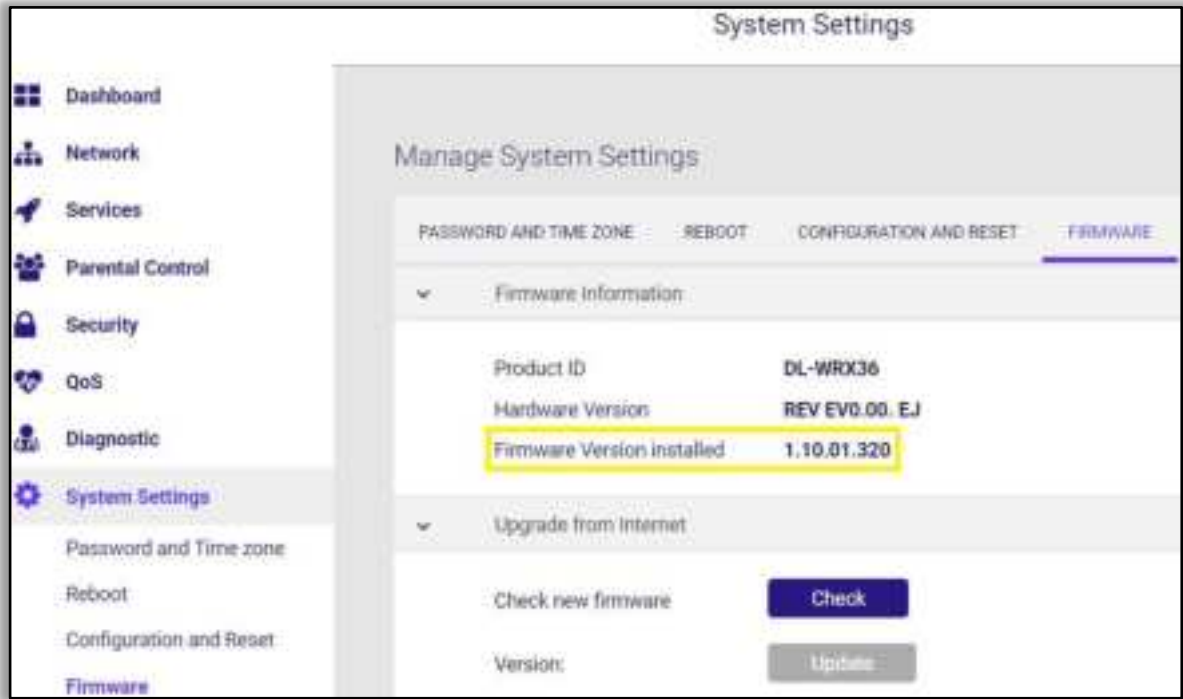 System Settings
Dashboard
Network
Services
Parental Control
Security
QoS
Diagnostic
System Settings
Password and Time zone
Reboot
Configuration and Reset
Firmware
Manage System Settings
PASSWORD AND TIME ZONE REBOOT CONFIGURATION AND RESET FIRMWARE
Firmware Information
Product ID DL-WRX36
Hardware Version REV EV0.00. EJ
Firmware Version installed 1.10.01.320
Upgrade from Internet
Check new firmware Check
Version: Update